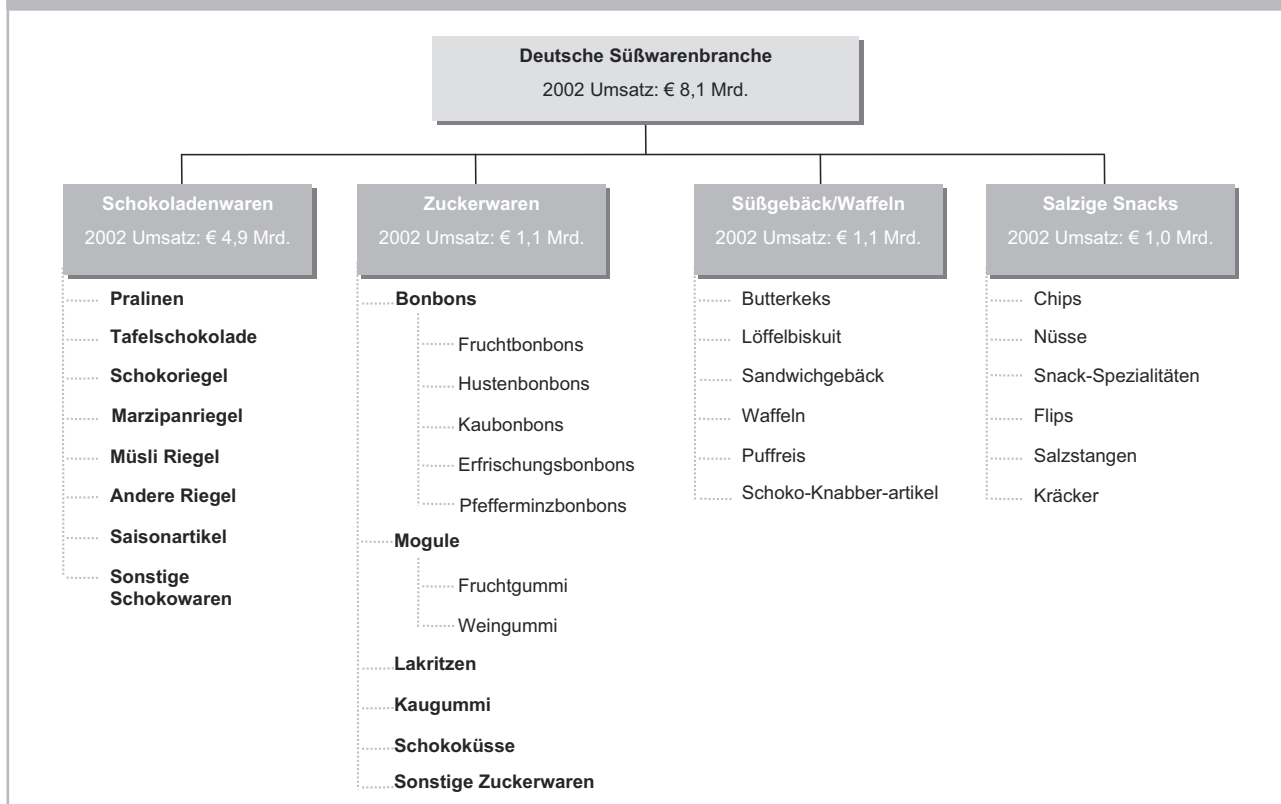 Deutsche Süßwarenbranche
2002 Umsatz: € 8,1 Mrd.
Schokoladenwaren
2002 Umsatz: € 4,9 Mrd.
Pralinen
Tafelschokolade
Schokoriegel
Marzipanriegel
Müsli Riegel
Andere Riegel
Saisonartikel
Sonstige
Schokowaren
Zuckerwaren
2002 Umsatz: € 1,1 Mrd.
Bonbons
Fruchtbonbons
Hustenbonbons
Kaubonbons
Erfrischungsbonbons
Pfefferminzbonbons
Mogule
Fruchtgummi
Weingummi
Lakritzen
Kaugummi
Schokoküsse
Sonstige Zuckerwaren
Süßgebäck/Waffeln
2002 Umsatz: € 1,1 Mrd.
Butterkeks
Löffelbiskuit
Sandwichgebäck
Waffeln
Puffreis
Schoko-Knabber-artikel
Salzige Snacks
2002 Umsatz: € 1,0 Mrd.
Chips
Nüsse
Snack-Spezialitäten
Flips
Salzstangen
Kräcker